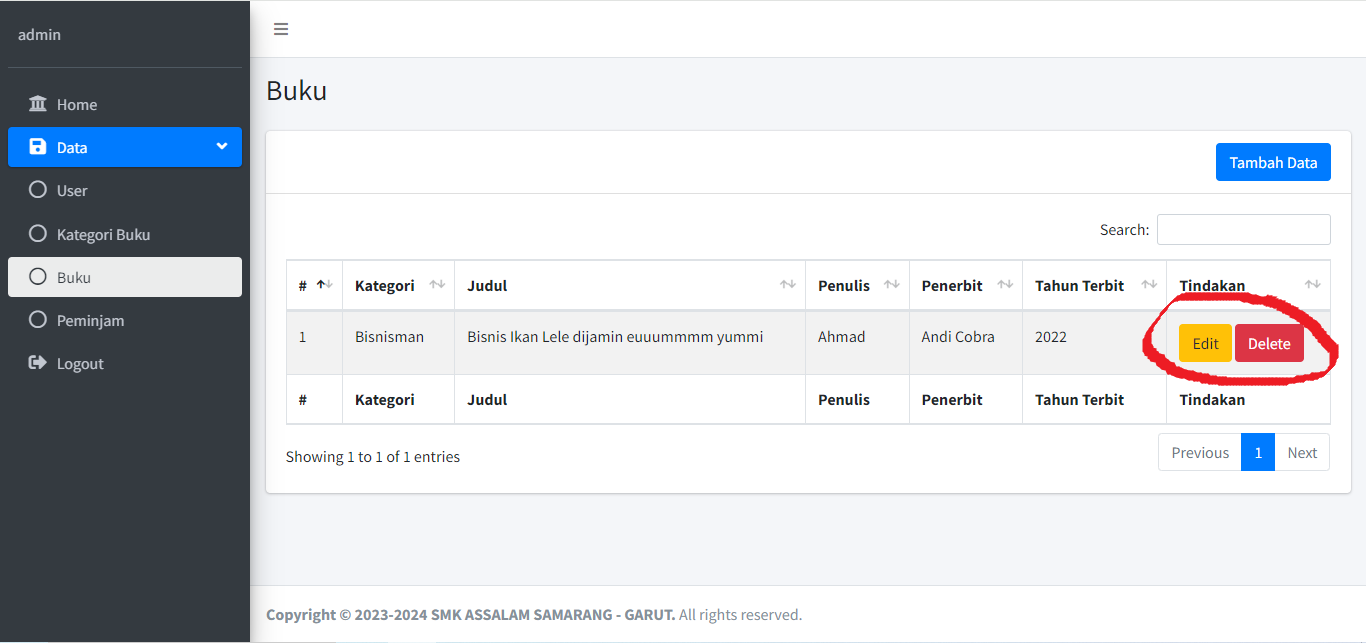 admin
Home
Data
User
Kategori Buku
Buku
Peminjam
Logout
Buku
Tambah Data
Search:
# Kategori Judul Penulis Penerbit Tahun Terbit Tindakan
1 Bisnisman Bisnis Ikan Lele dijamin euuummmm yummi Ahmad Andi Cobra 2022 Edit Delete
# Kategori Judul Penulis Penerbit Tahun Terbit Tindakan
Showing 1 to 1 of 1 entries
Previous 1 Next
Copyright © 2023-2024 SMK ASSALAM SAMARANG - GARUT. All rights reserved.